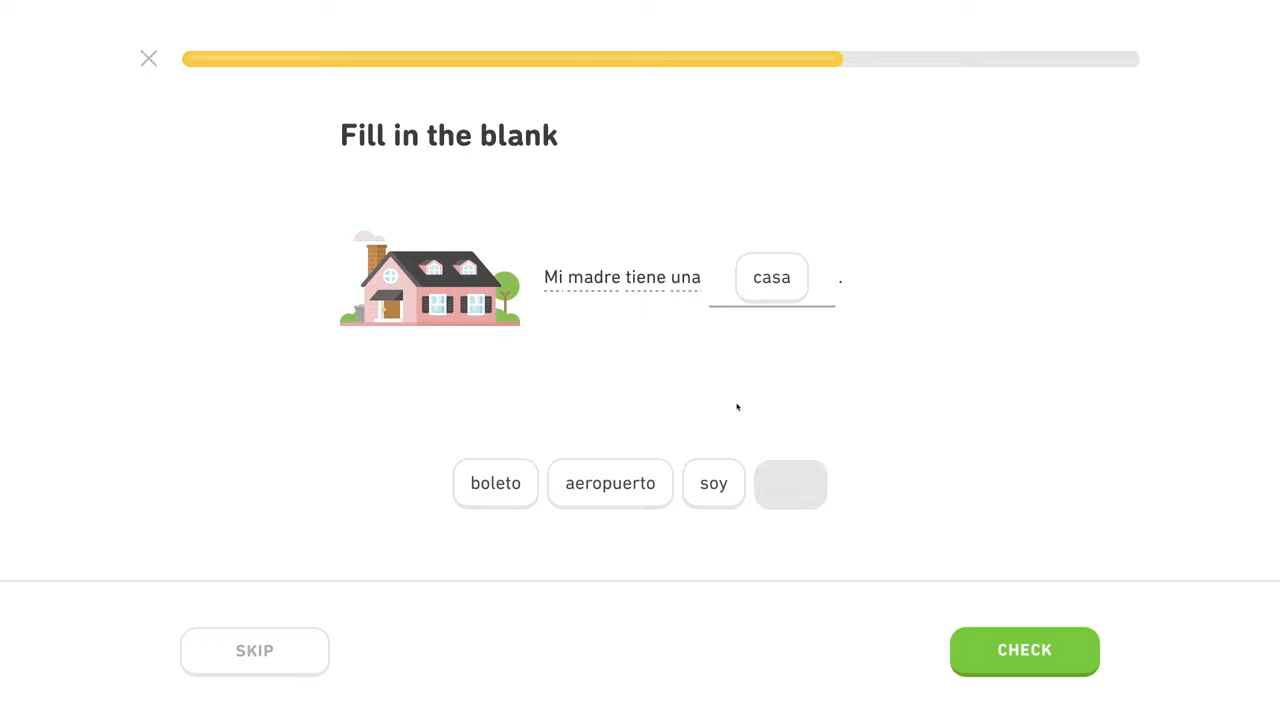 Fill in the blank
Mi madre tiene una casa .
boleto aeropuerto soy
SKIP CHECK